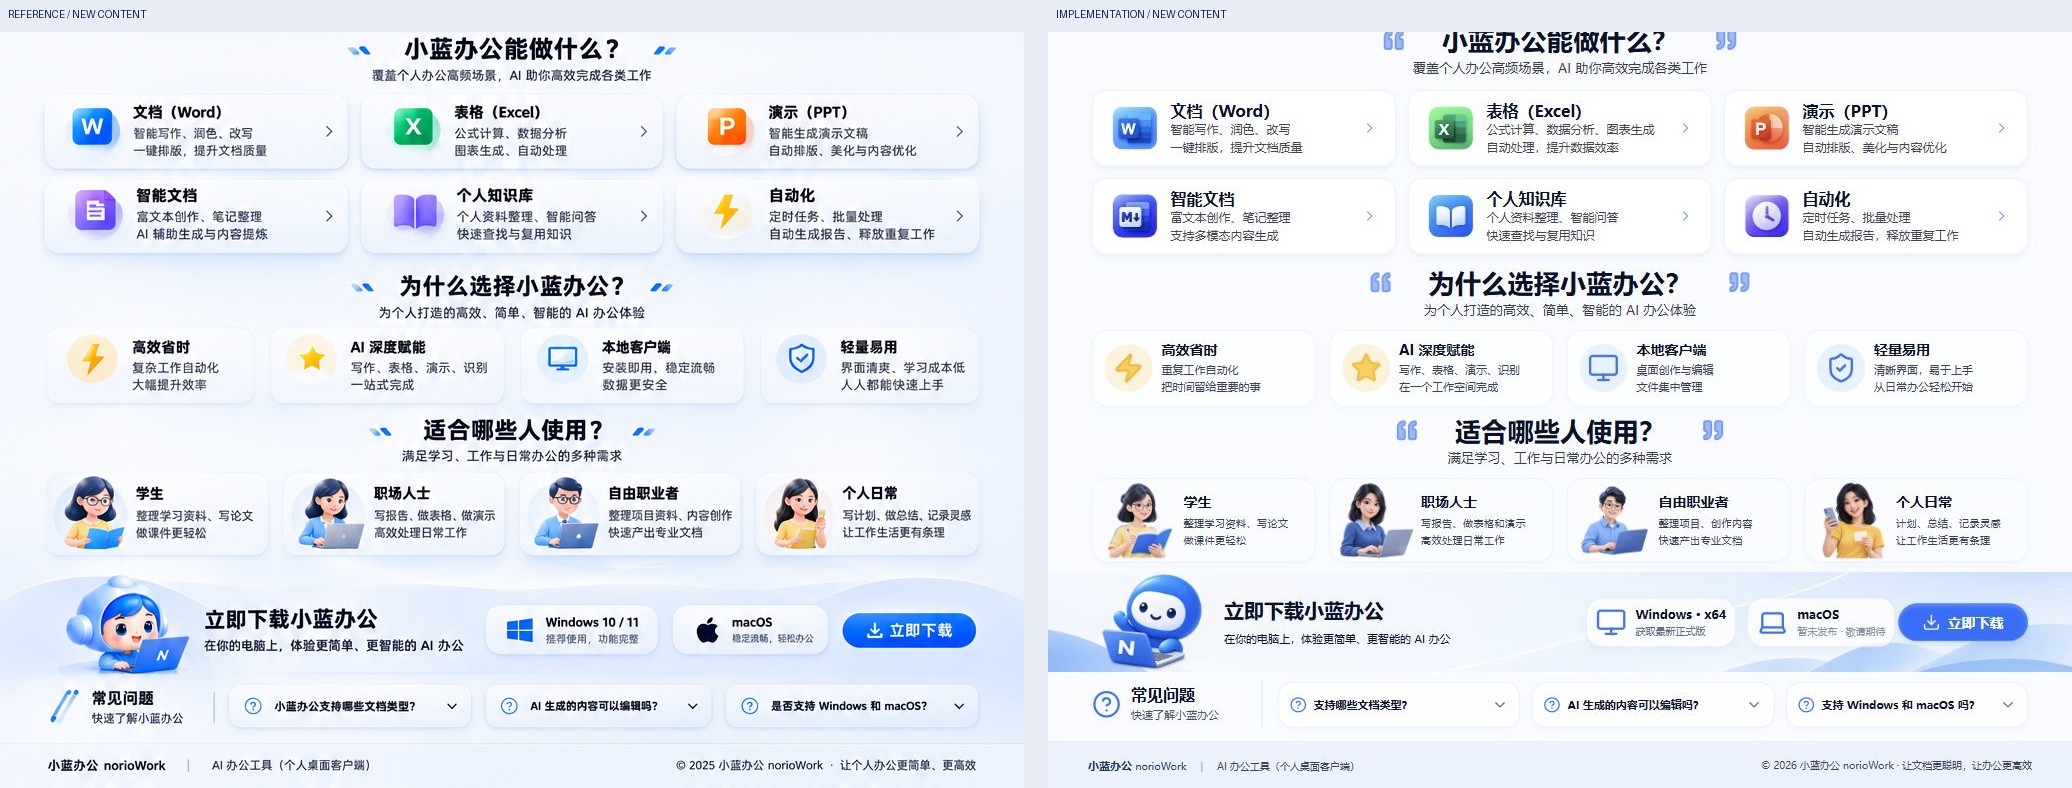 REFERENCE / NEW CONTENT
小蓝办公能做什么？
覆盖个人办公高频场景，AI 助你高效完成各类工作
W
文档（Word）
智能写作、润色、改写
一键排版，提升文档质量
X
表格（Excel）
公式计算、数据分析
图表生成、自动处理
P
演示（PPT）
智能生成演示文稿
自动排版、美化与内容优化
智能文档
富文本创作、笔记整理
AI 辅助生成与内容提炼
个人知识库
个人资料整理、智能问答
快速查找与复用知识
自动化
定时任务、批量处理
自动生成报告、释放重复工作
为什么选择小蓝办公？
为个人打造的高效、简单、智能的 AI 办公体验
高效省时
复杂工作自动化
大幅提升效率
AI 深度赋能
写作、表格、演示、识别
一站式完成
本地客户端
安装即用、稳定流畅
数据更安全
轻量易用
界面清爽、学习成本低
人人都能快速上手
适合哪些人使用？
满足学习、工作与日常办公的多种需求
学生
整理学习资料、写论文
做课件更轻松
职场人士
写报告、做表格、做演示
高效处理日常工作
自由职业者
整理项目资料、内容创作
快速产出专业文档
个人日常
写计划、做总结、记录灵感
让工作生活更有条理
N
立即下载小蓝办公
在你的电脑上，体验更简单、更智能的 AI 办公
Windows 10 / 11
推荐使用，功能完整
macOS
稳定流畅，轻松办公
立即下载
常见问题
快速了解小蓝办公
小蓝办公支持哪些文档类型？
AI 生成的内容可以编辑吗？
是否支持 Windows 和 macOS？
小蓝办公 norioWork | AI 办公工具（个人桌面客户端）
© 2025 小蓝办公 norioWork · 让个人办公更简单、更高效
IMPLEMENTATION / NEW CONTENT
“ 小蓝办公能做什么？ ”
覆盖个人办公高频场景，AI 助你高效完成各类工作
W
文档（Word）
智能写作、润色、改写
一键排版，提升文档质量
X
表格（Excel）
公式计算、数据分析、图表生成
自动处理，提升数据效率
P
演示（PPT）
智能生成演示文稿
自动排版、美化与内容优化
M
智能文档
富文本创作、笔记整理
支持多模态内容生成
个人知识库
个人资料整理、智能问答
快速查找与复用知识
自动化
定时任务、批量处理
自动生成报告，释放重复工作
“ 为什么选择小蓝办公？ ”
为个人打造的高效、简单、智能的 AI 办公体验
高效省时
重复工作自动化
把时间留给重要的事
AI 深度赋能
写作、表格、演示、识别
在一个工作空间完成
本地客户端
桌面创作与编辑
文件集中管理
轻量易用
清晰界面，易于上手
从日常办公轻松开始
“ 适合哪些人使用？ ”
满足学习、工作与日常办公的多种需求
学生
整理学习资料、写论文
做课件更轻松
职场人士
写报告、做表格和演示
高效处理日常工作
自由职业者
整理项目、创作内容
快速产出专业文档
个人日常
计划、总结、记录灵感
让工作生活更有条理
N
立即下载小蓝办公
在你的电脑上，体验更简单、更智能的 AI 办公
Windows • x64
获取最新正式版
macOS
暂未发布 · 敬请期待
立即下载
常见问题
快速了解小蓝办公
支持哪些文档类型？
AI 生成的内容可以编辑吗？
支持 Windows 和 macOS 吗？
小蓝办公 norioWork | AI 办公工具（个人桌面客户端）
© 2026 小蓝办公 norioWork · 让文档更聪明，让办公更高效